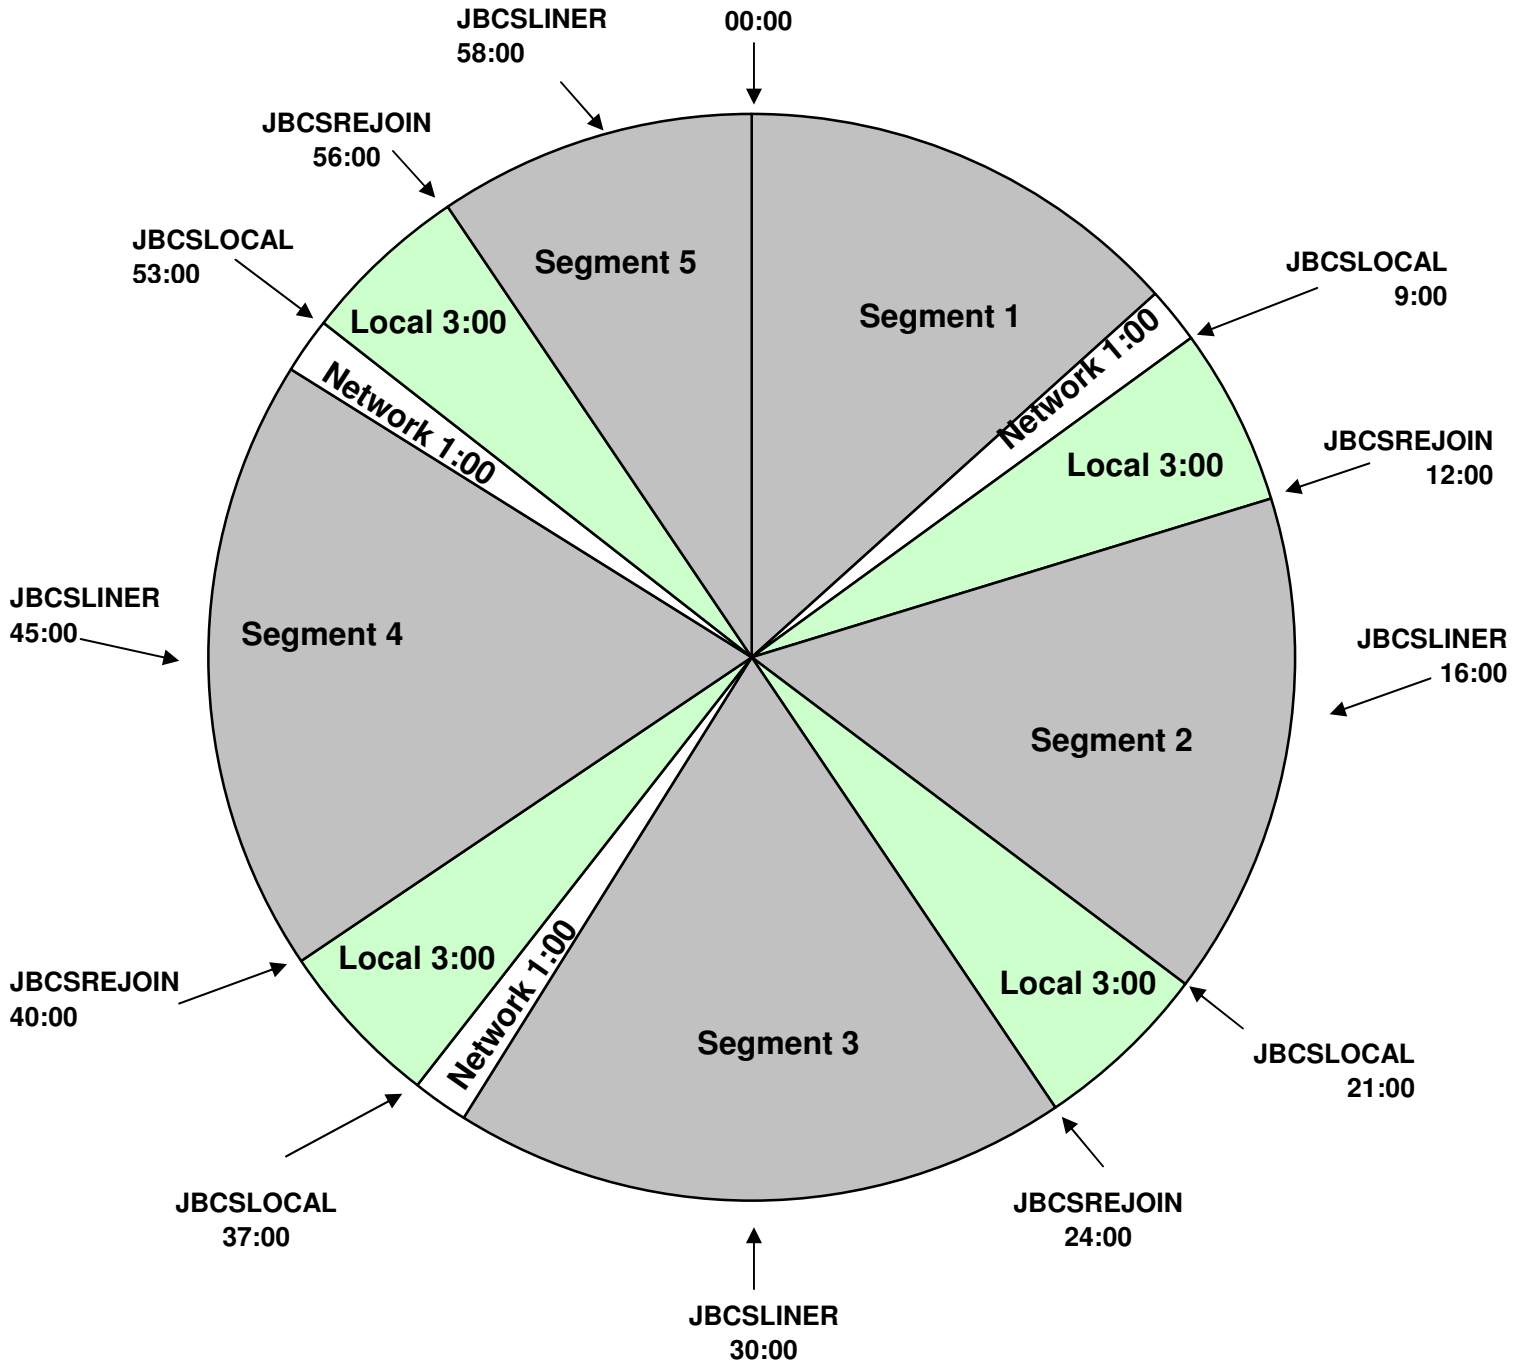 00:00
JBCSLINER
58:00
JBCSREJOIN
56:00
JBCSLOCAL
53:00
JBCSLOCAL
9:00
Segment 5
Segment 1
Local 3:00
Network 1:00
Network 1:00
Local 3:00
JBCSREJOIN
12:00
JBCSLINER
45:00
Segment 4
JBCSLINER
16:00
Segment 2
Local 3:00
Network 1:00
Local 3:00
JBCSREJOIN
40:00
Segment 3
JBCSLOCAL
21:00
JBCSLOCAL
37:00
JBCSREJOIN
24:00
JBCSLINER
30:00